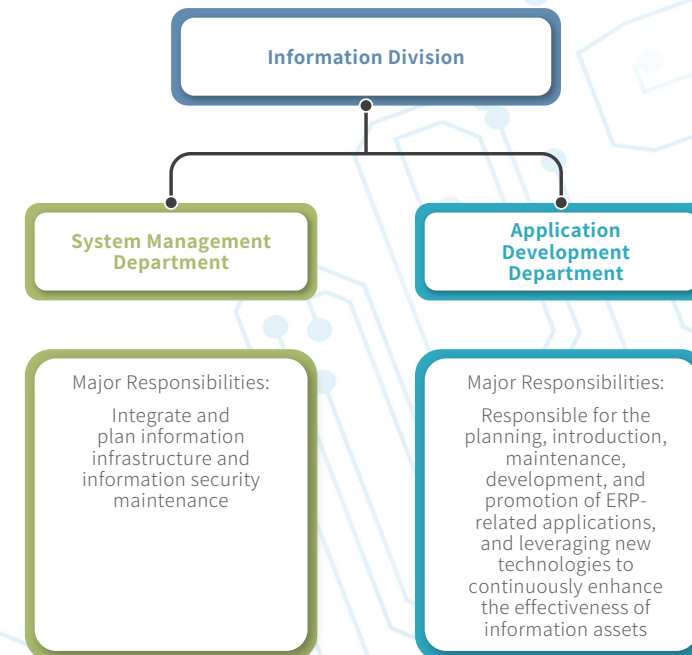 Information Division
System Management
Department
Application
Development
Department
Major Responsibilities:
Integrate and
plan information
infrastructure and
information security
maintenance
Major Responsibilities:
Responsible for the
planning, introduction,
maintenance,
development, and
promotion of ERP-
related applications,
and leveraging new
technologies to
continuously enhance
the effectiveness of
information assets